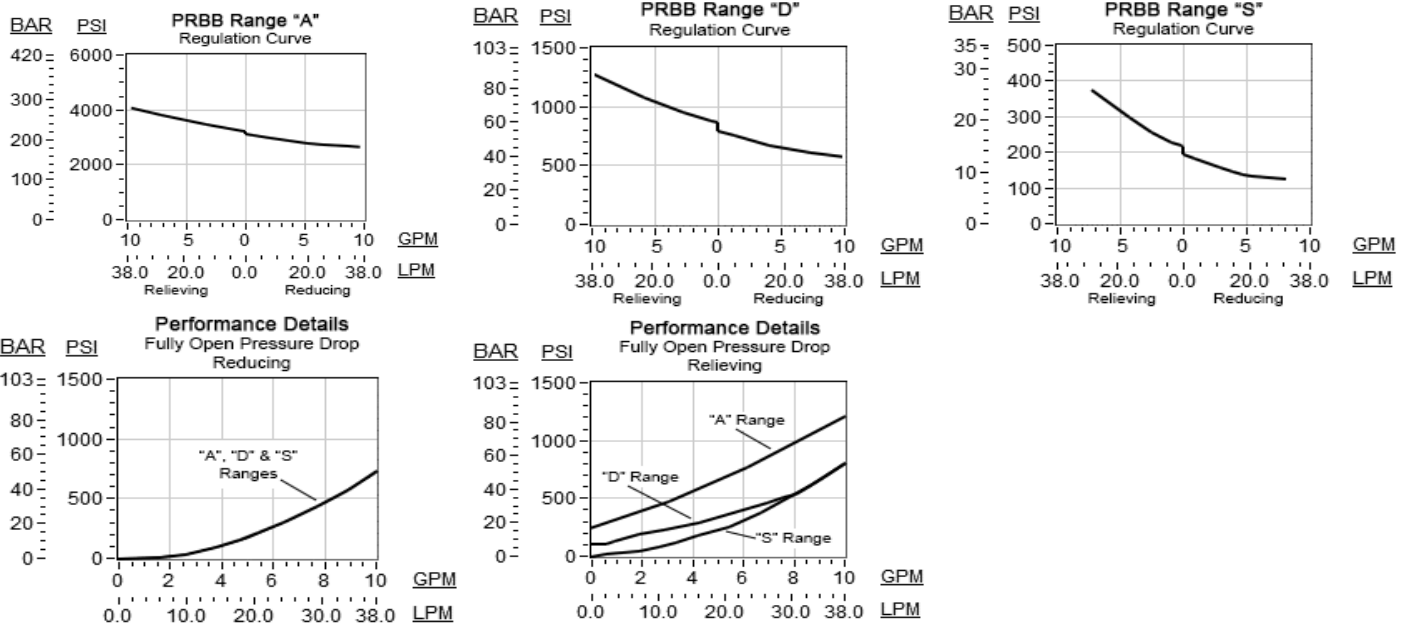 PRBB Range “A”
Regulation Curve
BAR PSI
420 6000
300 4000
200
2000
100
0 0
10 5 0 5 10 GPM
38.0 20.0 0.0 20.0 38.0 LPM
Relieving Reducing
PRBB Range “D”
Regulation Curve
BAR PSI
103 1500
80
1000
60
40
500
20
0 0
10 5 0 5 10 GPM
38.0 20.0 0.0 20.0 38.0 LPM
Relieving Reducing
PRBB Range “S”
Regulation Curve
BAR PSI
35 500
30 400
300
20
200
10
100
0 0
10 5 0 5 10 GPM
38.0 20.0 0.0 20.0 38.0 LPM
Relieving Reducing
Performance Details
Fully Open Pressure Drop
Reducing
BAR PSI
103 1500
80
1000
60
“A”, “D” & “S”
Ranges
40 500
20
0 0
0 2 4 6 8 10 GPM
0.0 10.0 20.0 30.0 38.0 LPM
Performance Details
Fully Open Pressure Drop
Relieving
BAR PSI
103 1500
80
“A” Range
1000
60
“D” Range
40 500
20
“S” Range
0 0
0 2 4 6 8 10 GPM
0.0 10.0 20.0 30.0 38.0 LPM